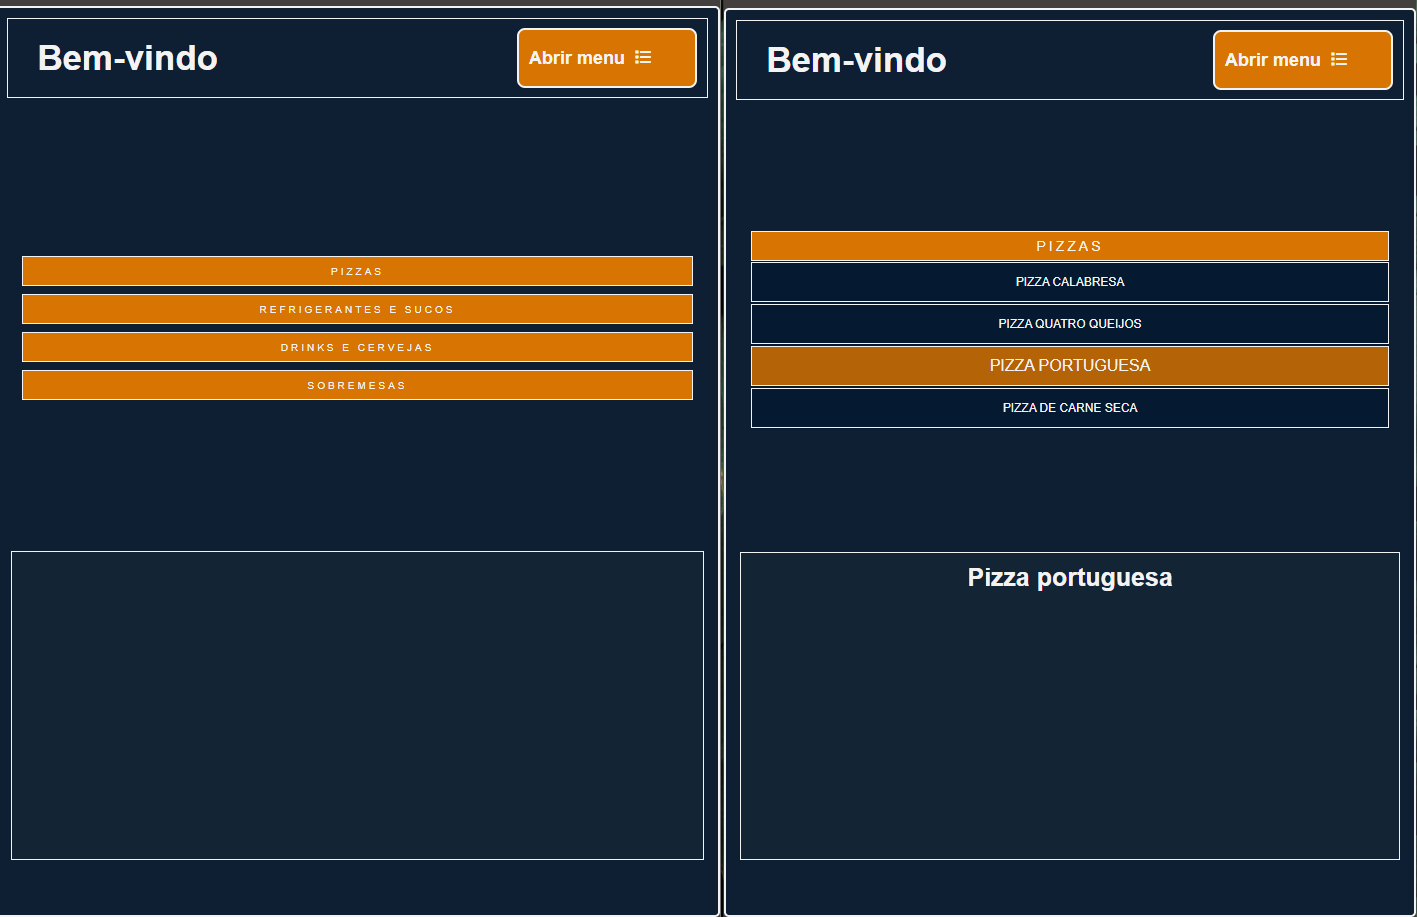 Bem-vindo
Abrir menu
PIZZAS
REFRIGERANTES E SUCOS
DRINKS E CERVEJAS
SOBREMESAS
Bem-vindo
Abrir menu
PIZZAS
PIZZA CALABRESA
PIZZA QUATRO QUEIJOS
PIZZA PORTUGUESA
PIZZA DE CARNE SECA
Pizza portuguesa